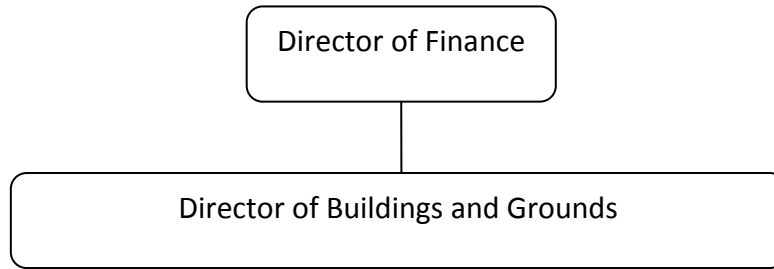 Director of Finance
Director of Buildings and Grounds